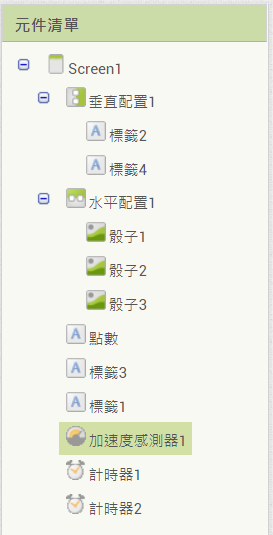 元件清單
Screen1
垂直配置1
A 標籤2
A 標籤4
水平配置1
骰子1
骰子2
骰子3
A 點數
A 標籤3
A 標籤1
加速度感測器1
計時器1
計時器2